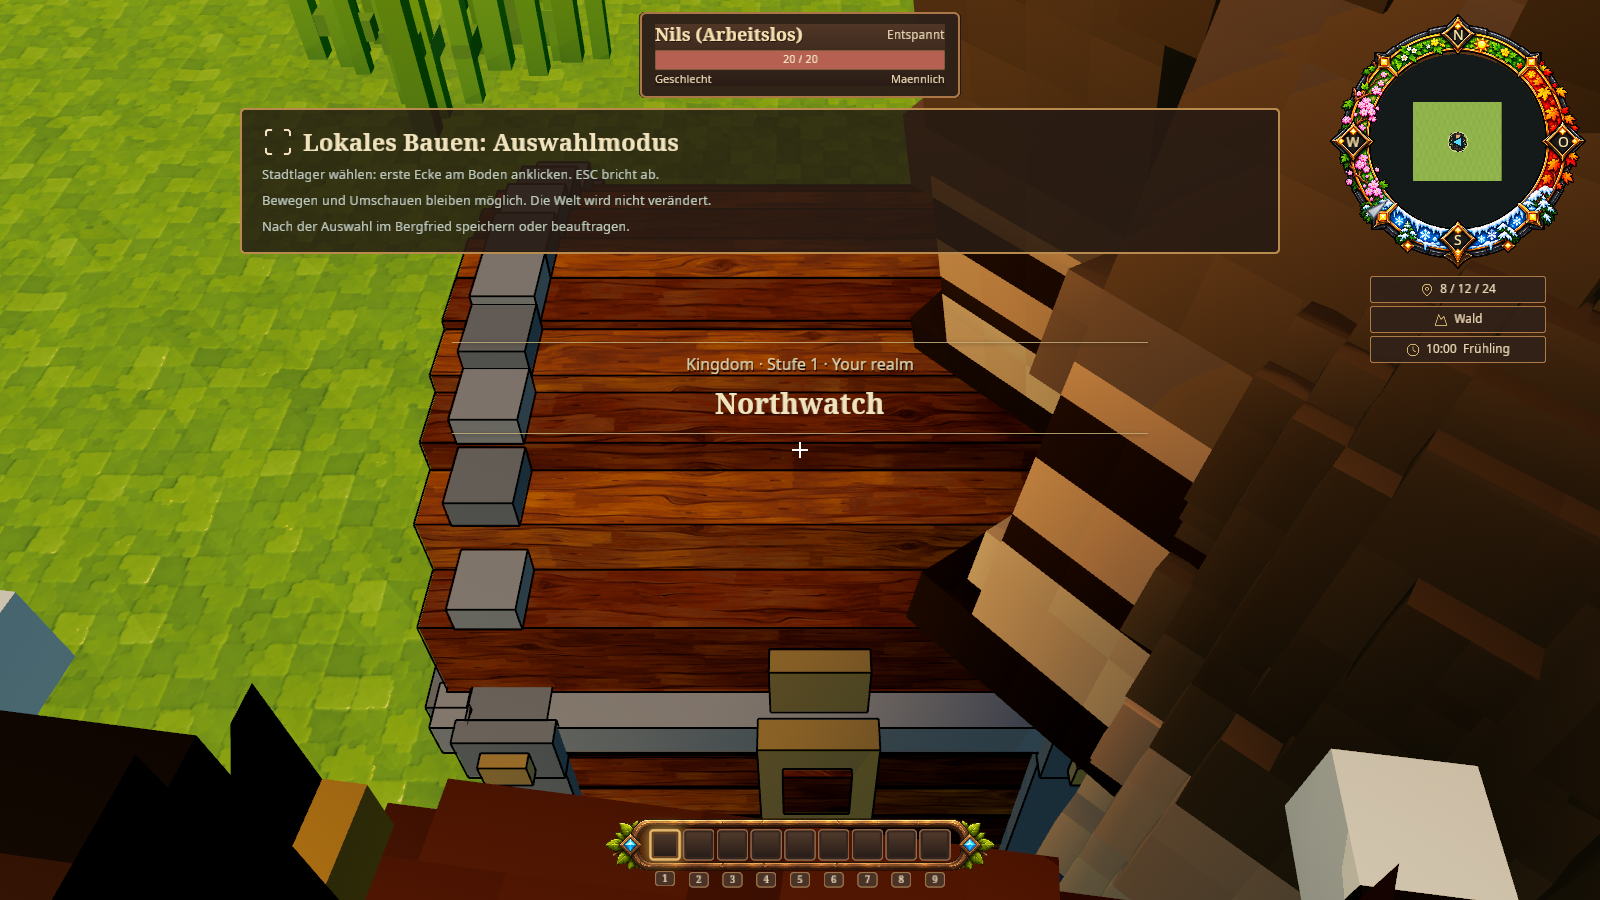 Nils (Arbeitslos) Entspannt
20 / 20
Geschlecht Maennlich
Lokales Bauen: Auswahlmodus
Stadtlager wählen: erste Ecke am Boden anklicken. ESC bricht ab.
Bewegen und Umschauen bleiben möglich. Die Welt wird nicht verändert.
Nach der Auswahl im Bergfried speichern oder beauftragen.
N
W O
S
8 / 12 / 24
Wald
10:00 Frühling
Kingdom · Stufe 1 · Your realm
Northwatch
1 2 3 4 5 6 7 8 9